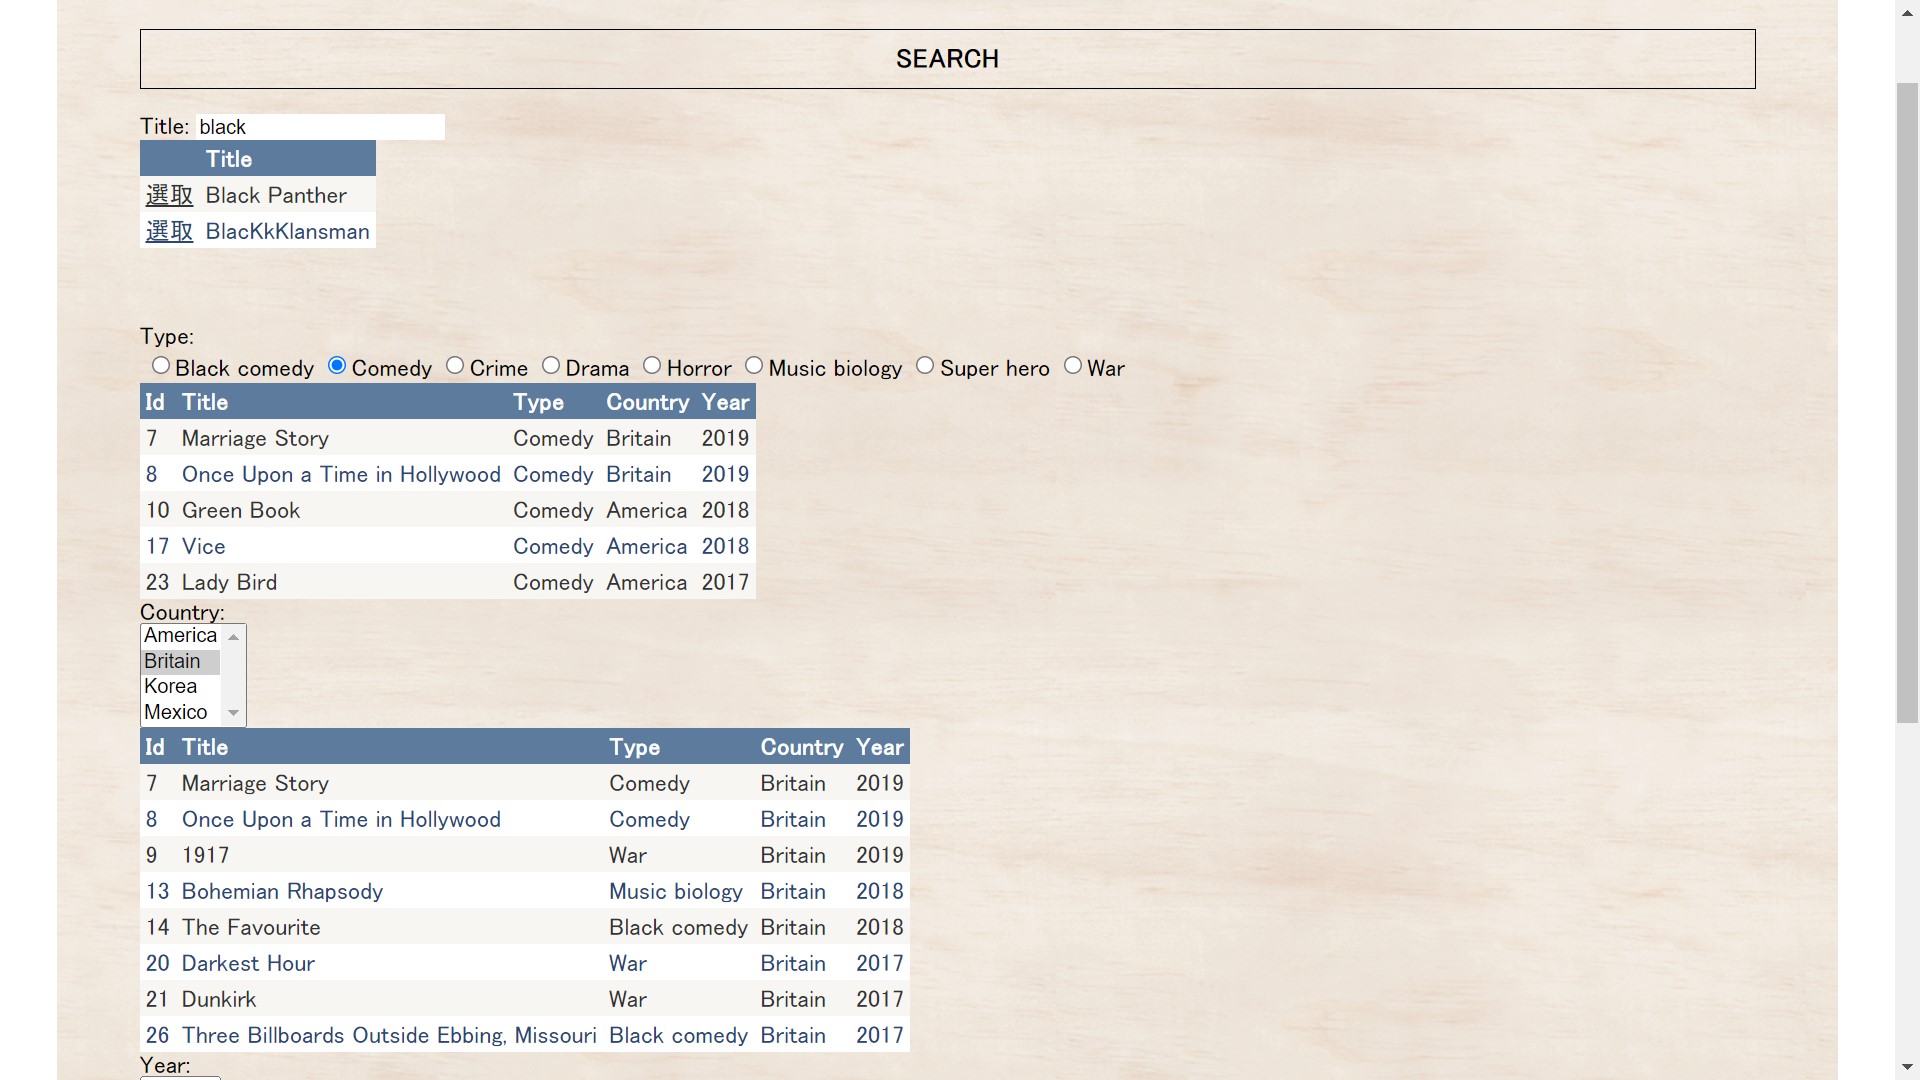 SEARCH
Title: black
Title
選取 Black Panther
選取 BlacKkKlansman
Type:
Black comedy Comedy Crime Drama Horror Music biology Super hero War
Id Title Type Country Year
7 Marriage Story Comedy Britain 2019
8 Once Upon a Time in Hollywood Comedy Britain 2019
10 Green Book Comedy America 2018
17 Vice Comedy America 2018
23 Lady Bird Comedy America 2017
Country:
America
Britain
Korea
Mexico
Id Title Type Country Year
7 Marriage Story Comedy Britain 2019
8 Once Upon a Time in Hollywood Comedy Britain 2019
9 1917 War Britain 2019
13 Bohemian Rhapsody Music biology Britain 2018
14 The Favourite Black comedy Britain 2018
20 Darkest Hour War Britain 2017
21 Dunkirk War Britain 2017
26 Three Billboards Outside Ebbing, Missouri Black comedy Britain 2017
Year: